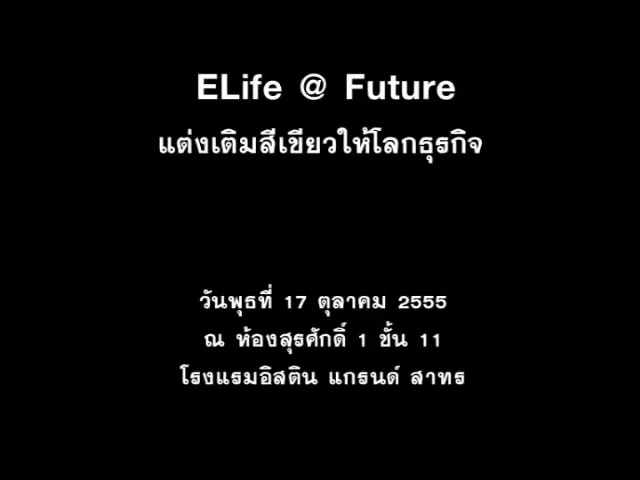 ELife @ Future
แต่งเติมสีเขียวให้โลกธุรกิจ
วันพุธที่ 17 ตุลาคม 2555
ณ ห้องสุรศักดิ์ 1 ชั้น 11
โรงแรมอิสติน แกรนด์ สาทร